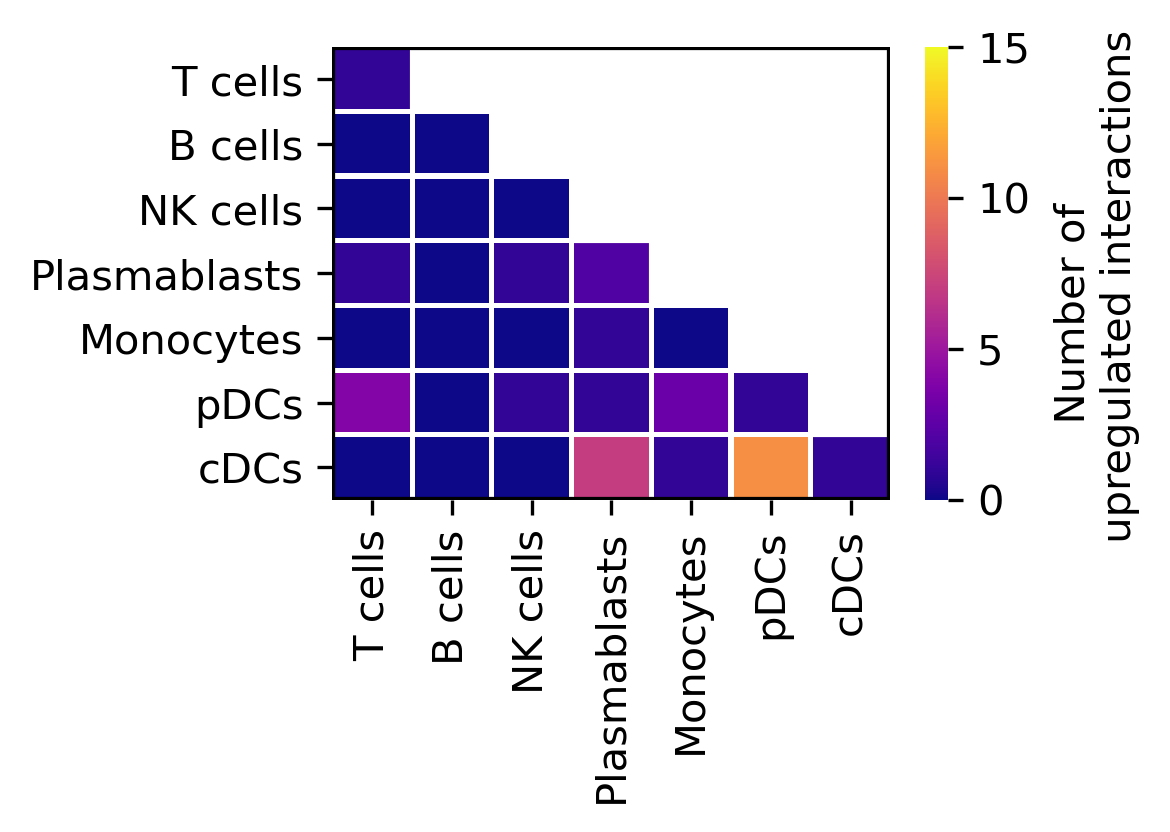 T cells
B cells
NK cells
Plasmablasts
Monocytes
pDCs
cDCs
T cells
B cells
NK cells
Plasmablasts
Monocytes
pDCs
cDCs
15
10
5
0
Number of
upregulated interactions